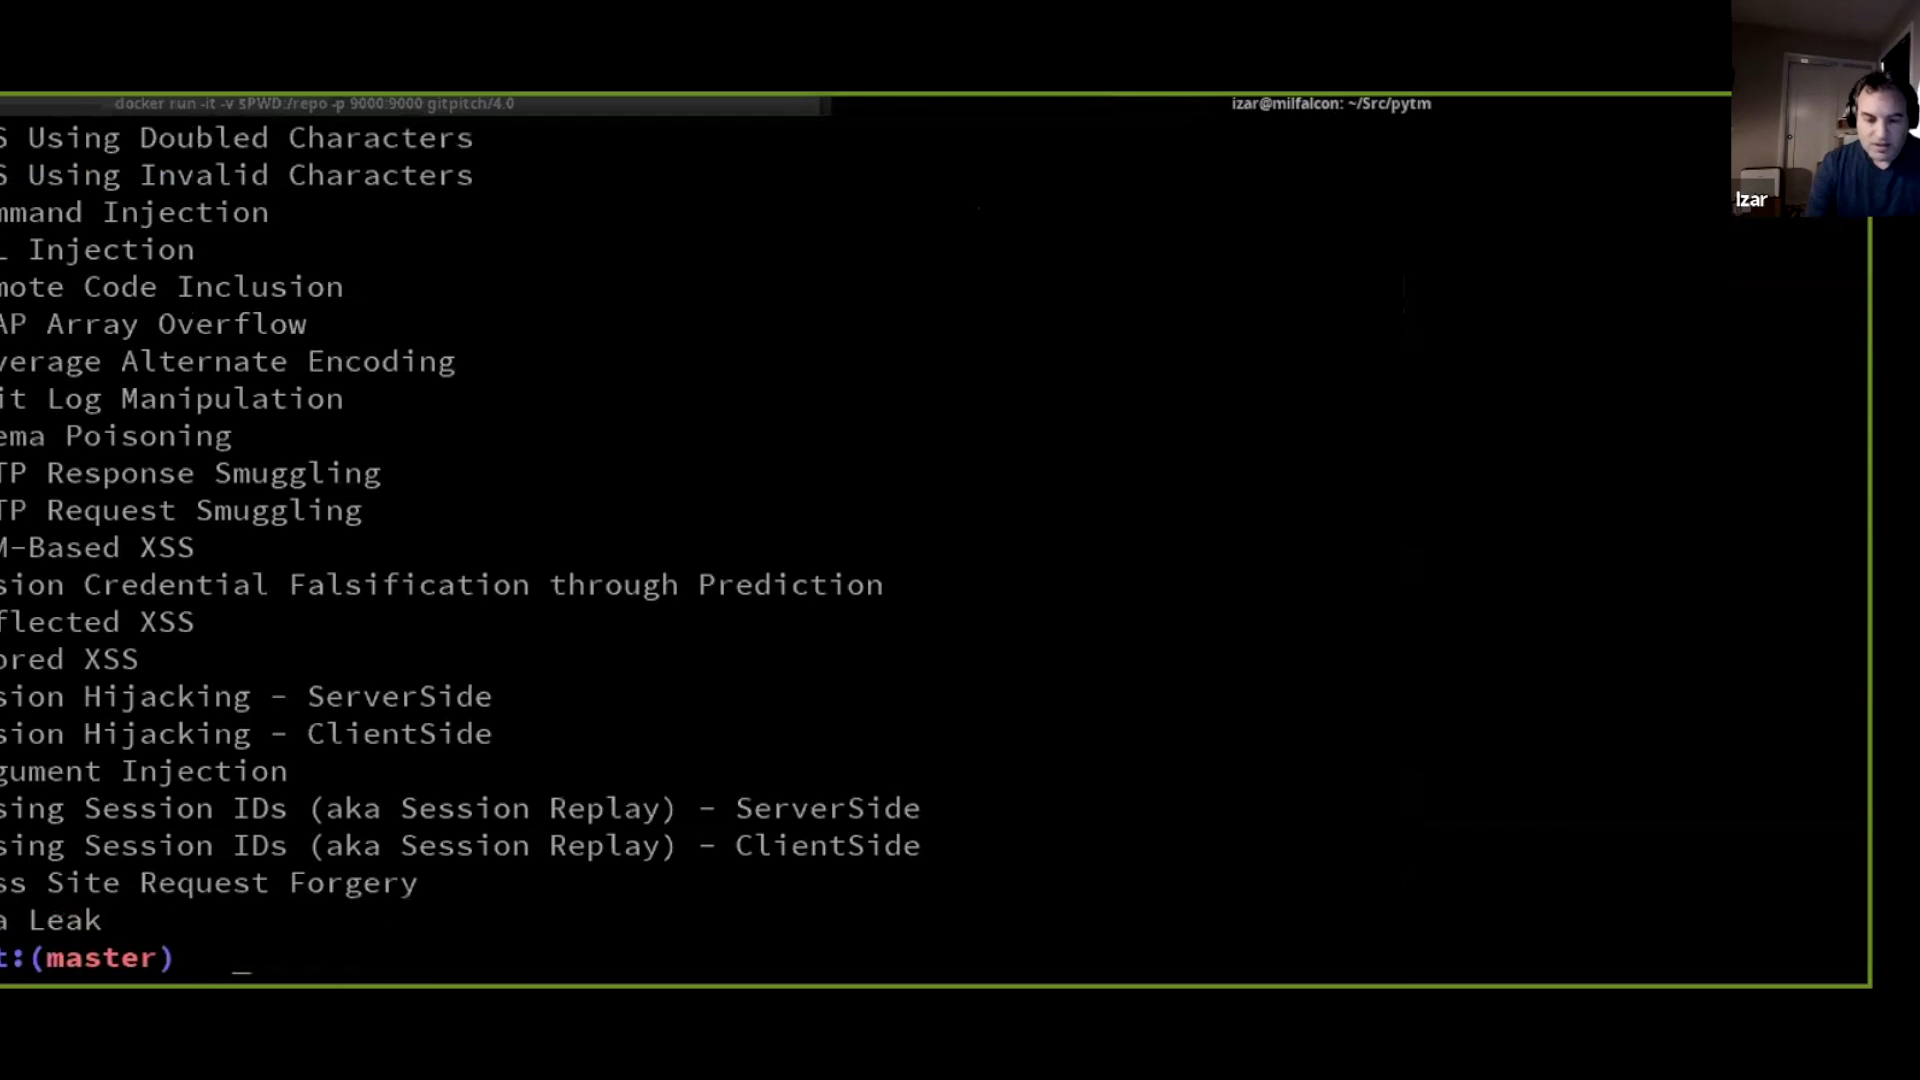 docker run -it -v $PWD:/repo -p 9000:9000 gitpitch/4.0
izar@milfalcon: ~/Src/pytm
S Using Doubled Characters
S Using Invalid Characters
mmand Injection
L Injection
mote Code Inclusion
AP Array Overflow
verage Alternate Encoding
it Log Manipulation
ema Poisoning
TP Response Smuggling
TP Request Smuggling
M-Based XSS
sion Credential Falsification through Prediction
flected XSS
ored XSS
sion Hijacking - ServerSide
sion Hijacking - ClientSide
gument Injection
sing Session IDs (aka Session Replay) - ServerSide
sing Session IDs (aka Session Replay) - ClientSide
ss Site Request Forgery
a Leak
t:(master) _
Izar